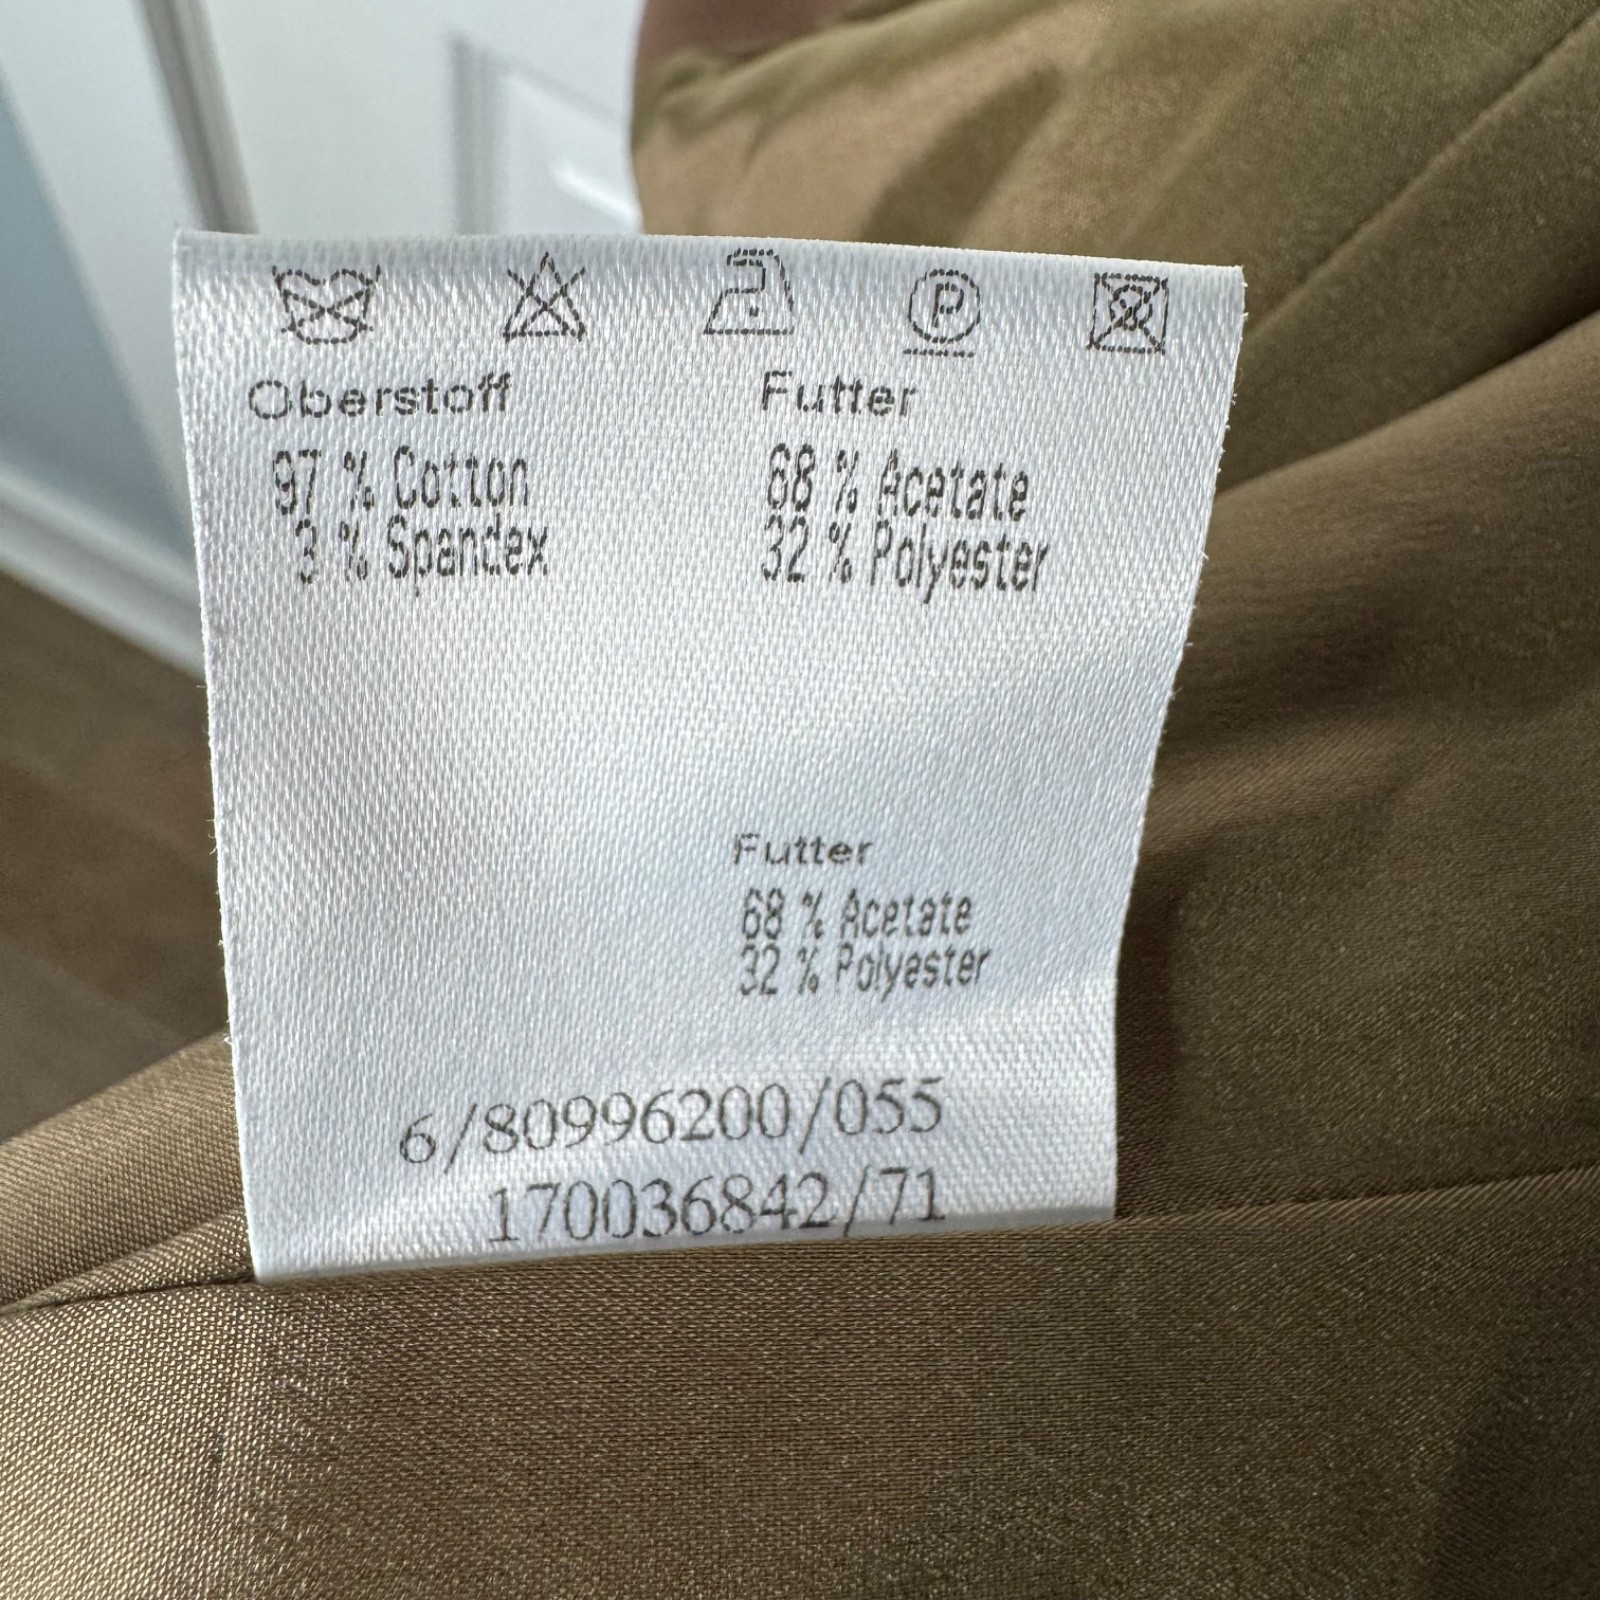 P
Oberstoff
97 % Cotton
3 % Spandex
Futter
68 % Acetate
32 % Polyester
Futter
68 % Acetate
32 % Polyester
6/80996200/055
170036842/71